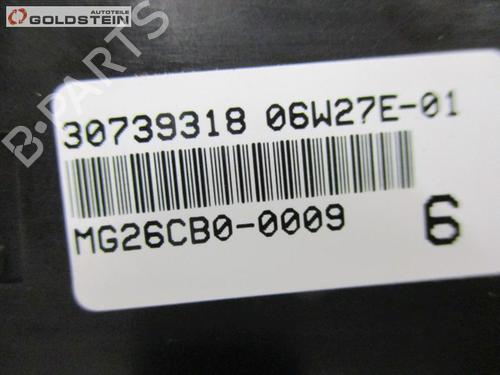 Autoteile
GOLDSTEIN
B-PARTS
30739318 06W27E-01
MG26CB0-0009
6